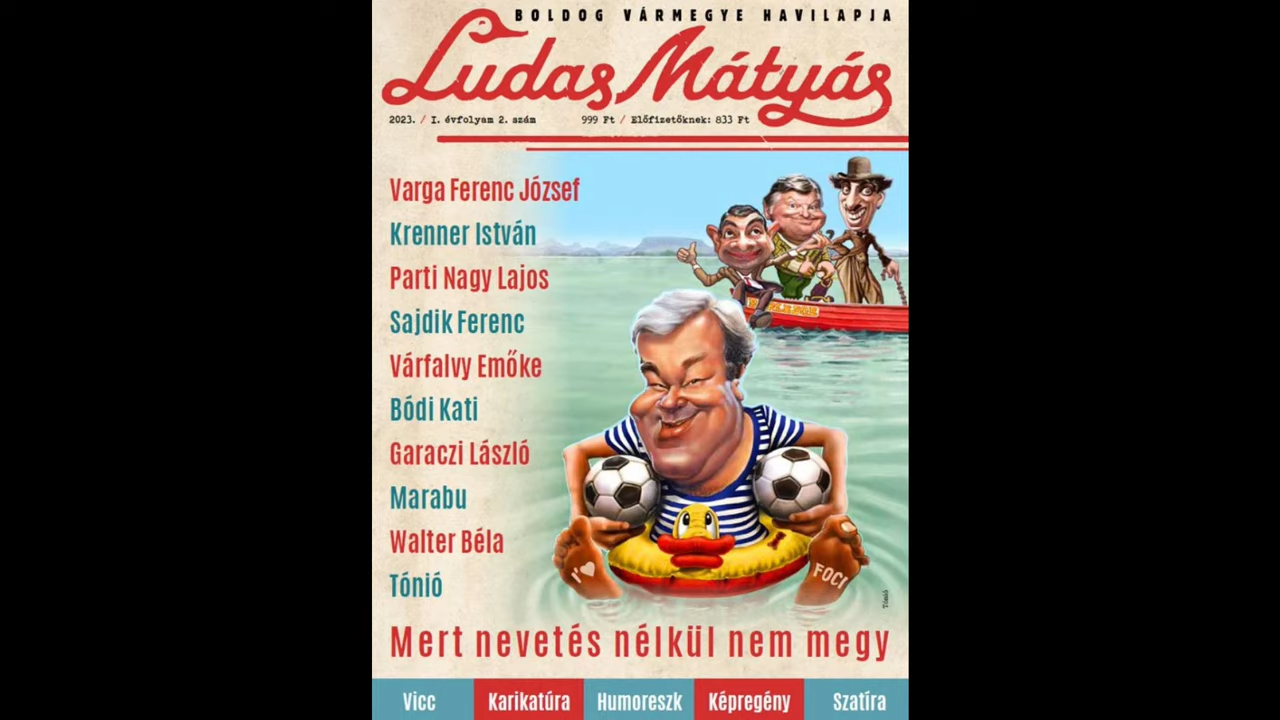 BOLDOG VÁRMEGYE HAVILAPJA
Ludas Mátyás
2023. / I. évfolyam 2. szám 999 Ft / Előfizetőknek: 833 Ft
Varga Ferenc József
Krenner István
Parti Nagy Lajos
Sajdik Ferenc
Várfalvy Emőke
Bódi Kati
Garaczi László
Marabu
Walter Béla
Tónió
I ♥
FOCI
Tónió
Mert nevetés nélkül nem megy
Vicc Karikatúra Humoreszk Képregény Szatíra